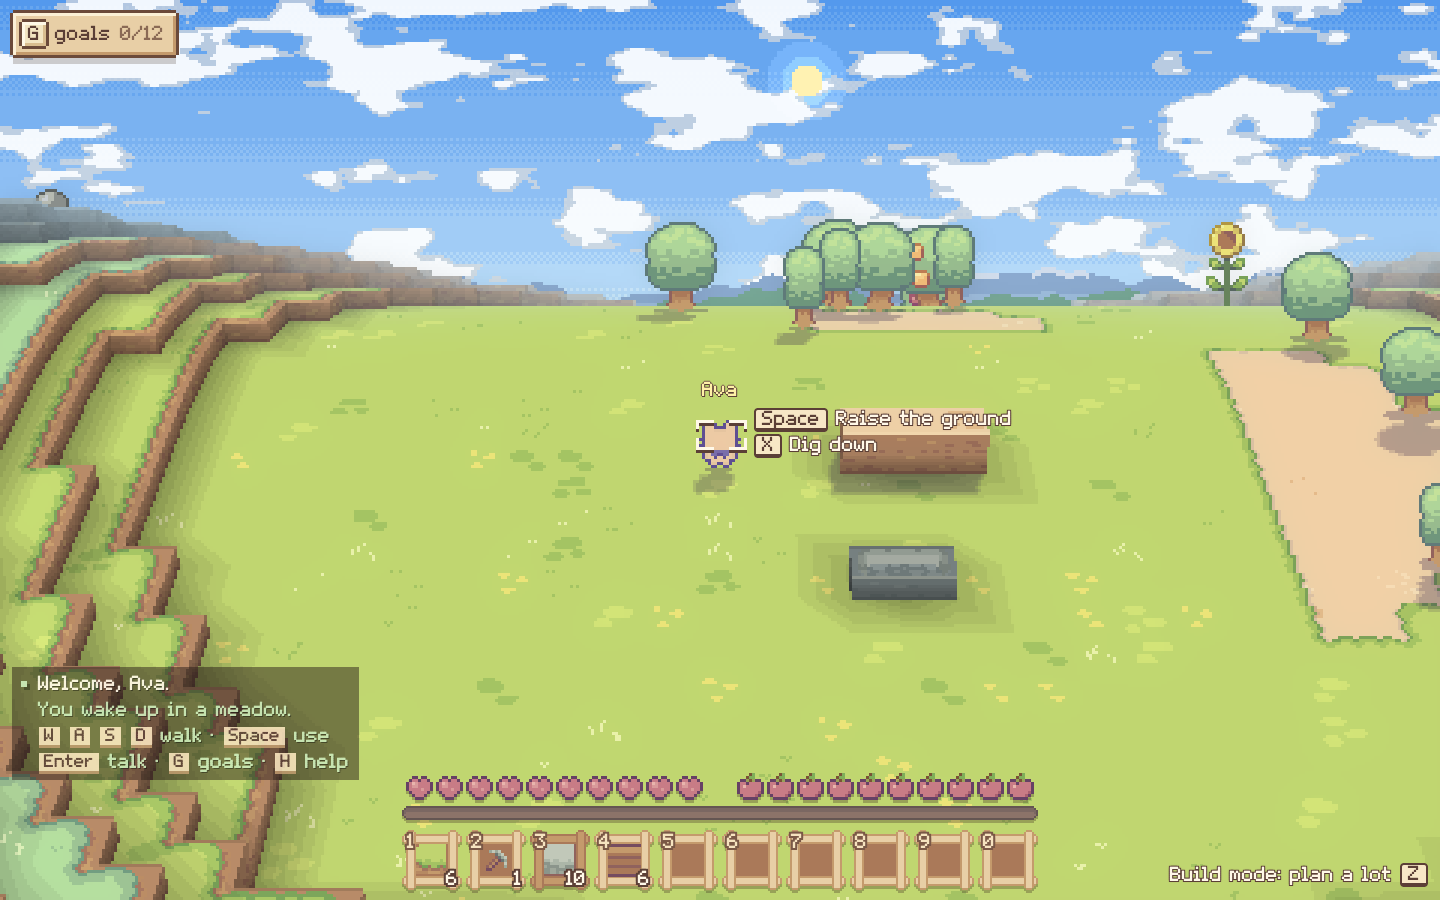 G goals 0/12
Ava
Space Raise the ground
X Dig down
Welcome, Ava.
You wake up in a meadow.
W A S D walk · Space use
Enter talk · G goals · H help
1 2 3 4 5 6 7 8 9 0
6 1 10 6
Build mode: plan a lot Z